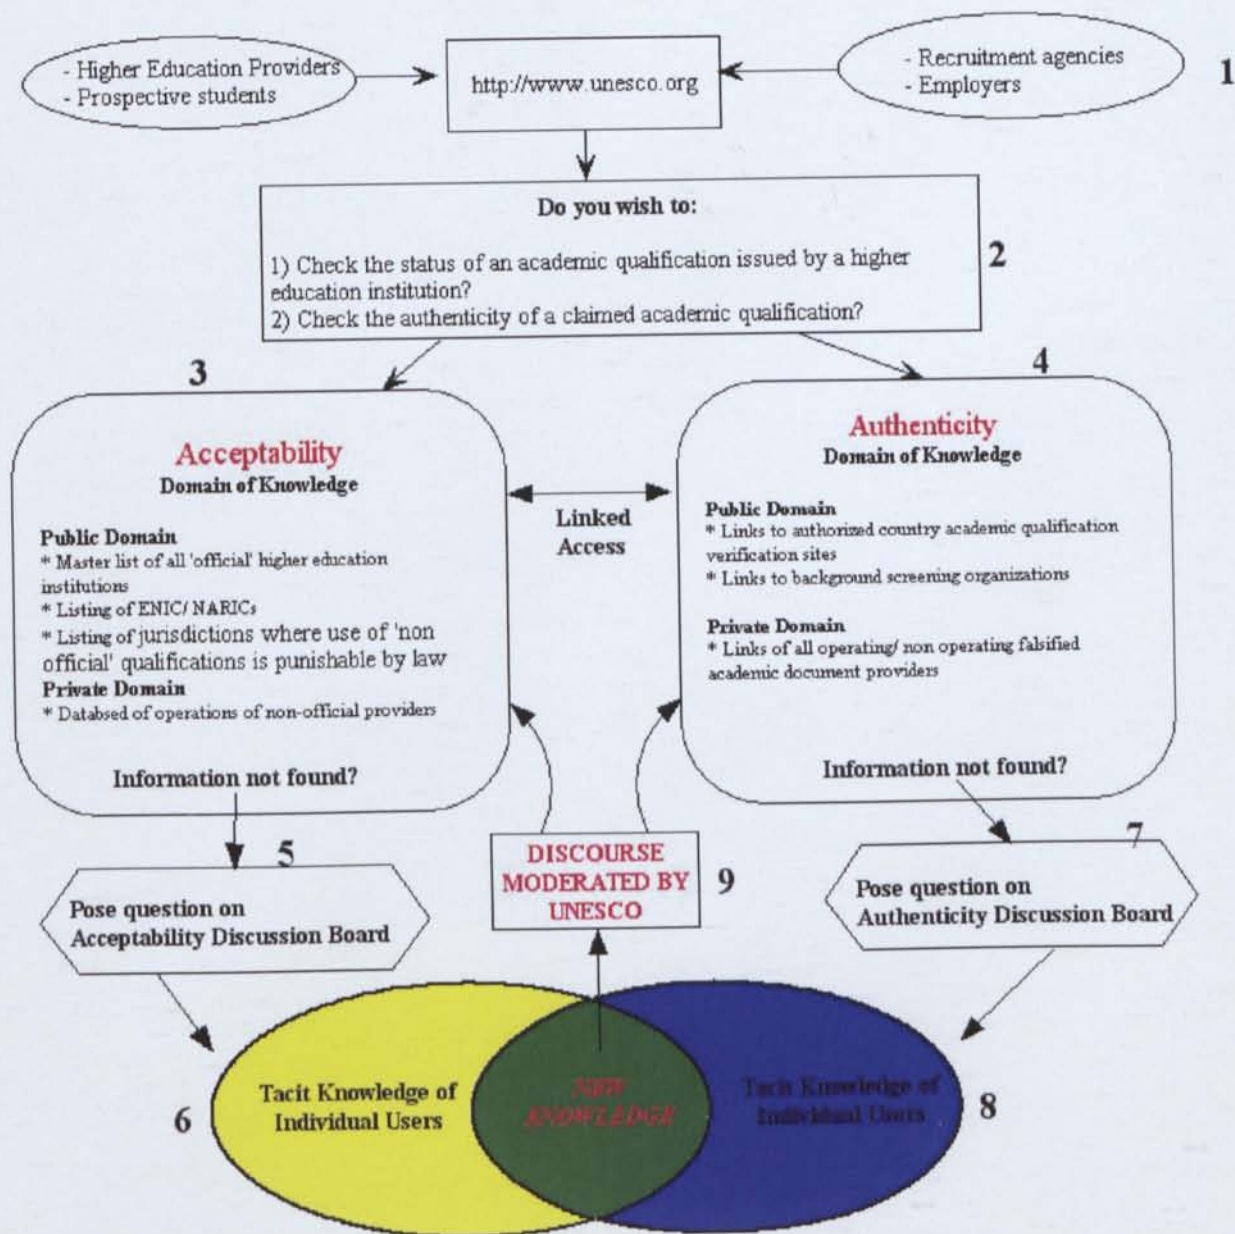 - Higher Education Providers
- Prospective students
http://www.unesco.org
- Recruitment agencies
- Employers
1
Do you wish to:
1) Check the status of an academic qualification issued by a higher
education institution?
2) Check the authenticity of a claimed academic qualification?
2
3
Acceptability
Domain of Knowledge
Public Domain
* Master list of all 'official' higher education
institutions
* Listing of ENIC/ NARICs
* Listing of jurisdictions where use of 'non
official' qualifications is punishable by law
Private Domain
* Databsed of operations of non-official providers
Information not found?
Linked
Access
4
Authenticity
Domain of Knowledge
Public Domain
* Links to authorized country academic qualification
verification sites
* Links to background screening organizations
Private Domain
* Links of all operating/ non operating falsified
academic document providers
Information not found?
5
Pose question on
Acceptability Discussion Board
DISCOURSE
MODERATED BY
UNESCO
9
7
Pose question on
Authenticity Discussion Board
6
Tacit Knowledge of
Individual Users
NEW
KNOWLEDGE
Tacit Knowledge of
Individual Users
8